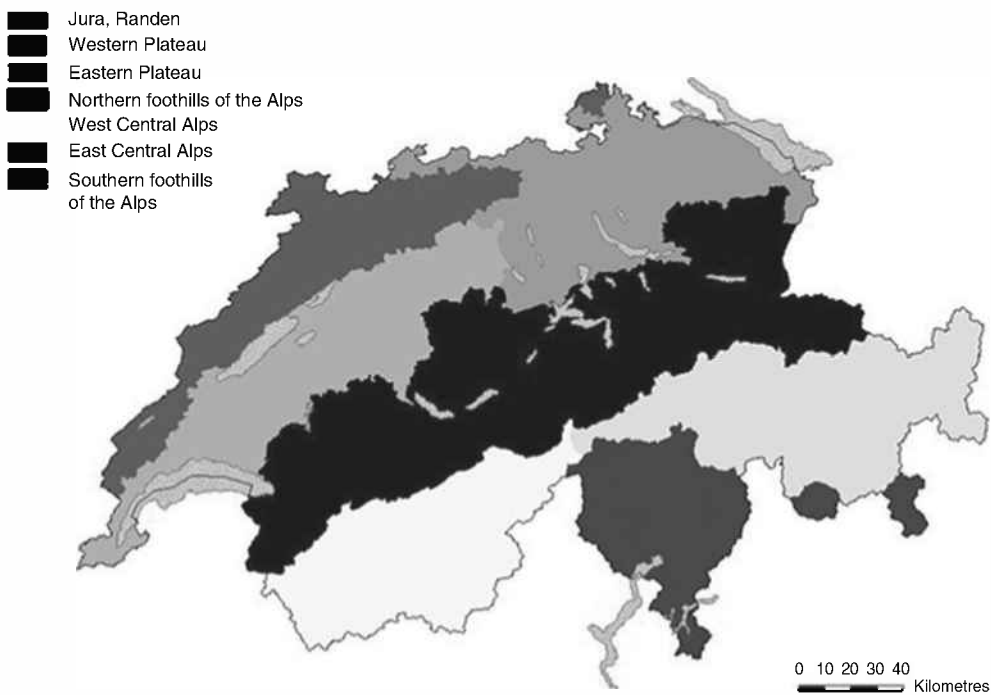 Jura, Randen
Western Plateau
Eastern Plateau
Northern foothills of the Alps
West Central Alps
East Central Alps
Southern foothills
of the Alps
0 10 20 30 40
Kilometres